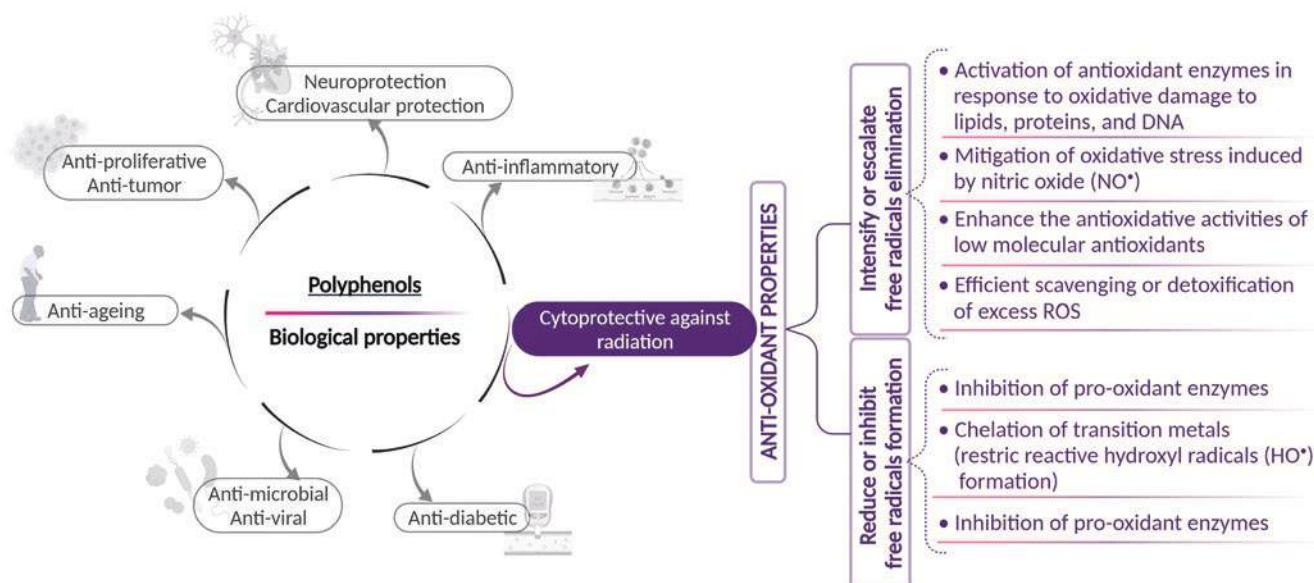 Neuroprotection
Cardiovascular protection
Anti-proliferative
Anti-tumor
Anti-inflammatory
Anti-ageing
Polyphenols
Biological properties
Cytoprotective against
radiation
Anti-microbial
Anti-viral
Anti-diabetic
ANTI-OXIDANT PROPERTIES
Intensify or escalate
free radicals elimination
• Activation of antioxidant enzymes in
response to oxidative damage to
lipids, proteins, and DNA
• Mitigation of oxidative stress induced
by nitric oxide (NO•)
• Enhance the antioxidative activities of
low molecular antioxidants
• Efficient scavenging or detoxification
of excess ROS
Reduce or inhibit
free radicals formation
• Inhibition of pro-oxidant enzymes
• Chelation of transition metals
(restric reactive hydroxyl radicals (HO•)
formation)
• Inhibition of pro-oxidant enzymes